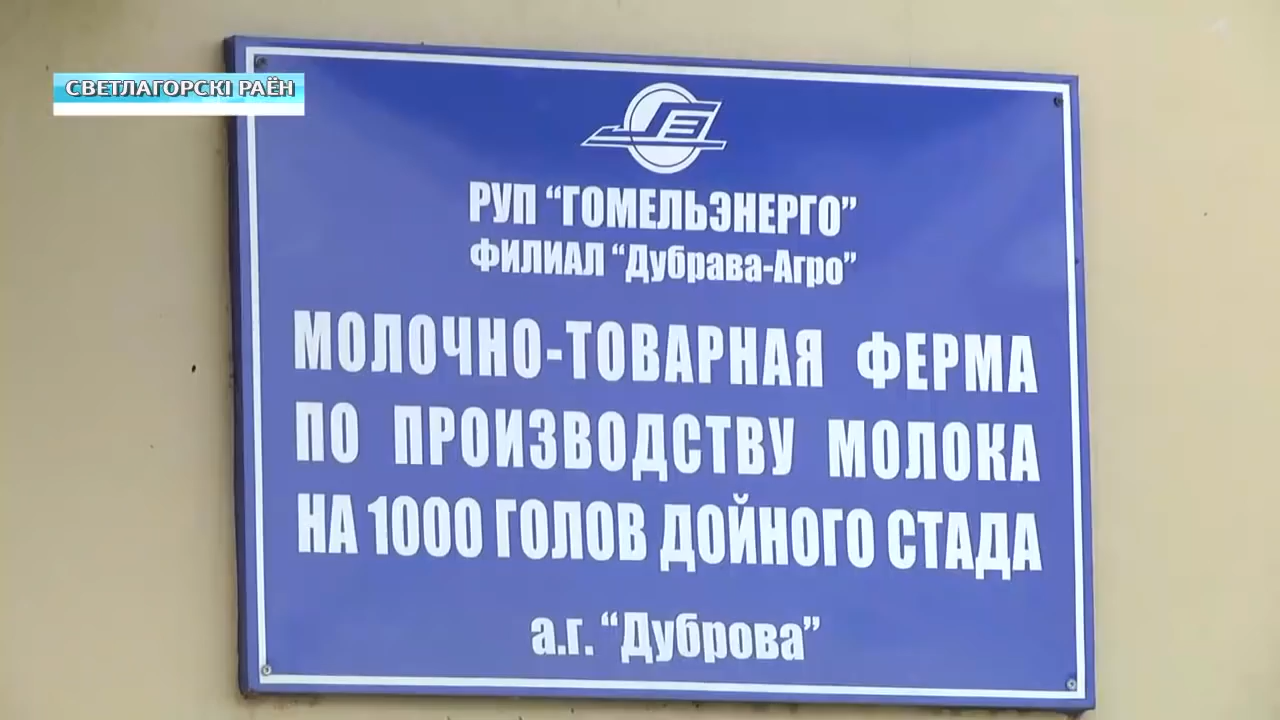 СВЕТЛАГОРСКІ РАЁН
РУП “ГОМЕЛЬЭНЕРГО”
ФИЛИАЛ “Дубрава-Агро”
МОЛОЧНО-ТОВАРНАЯ ФЕРМА
ПО ПРОИЗВОДСТВУ МОЛОКА
НА 1000 ГОЛОВ ДОЙНОГО СТАДА
а.г. “Дуброва”